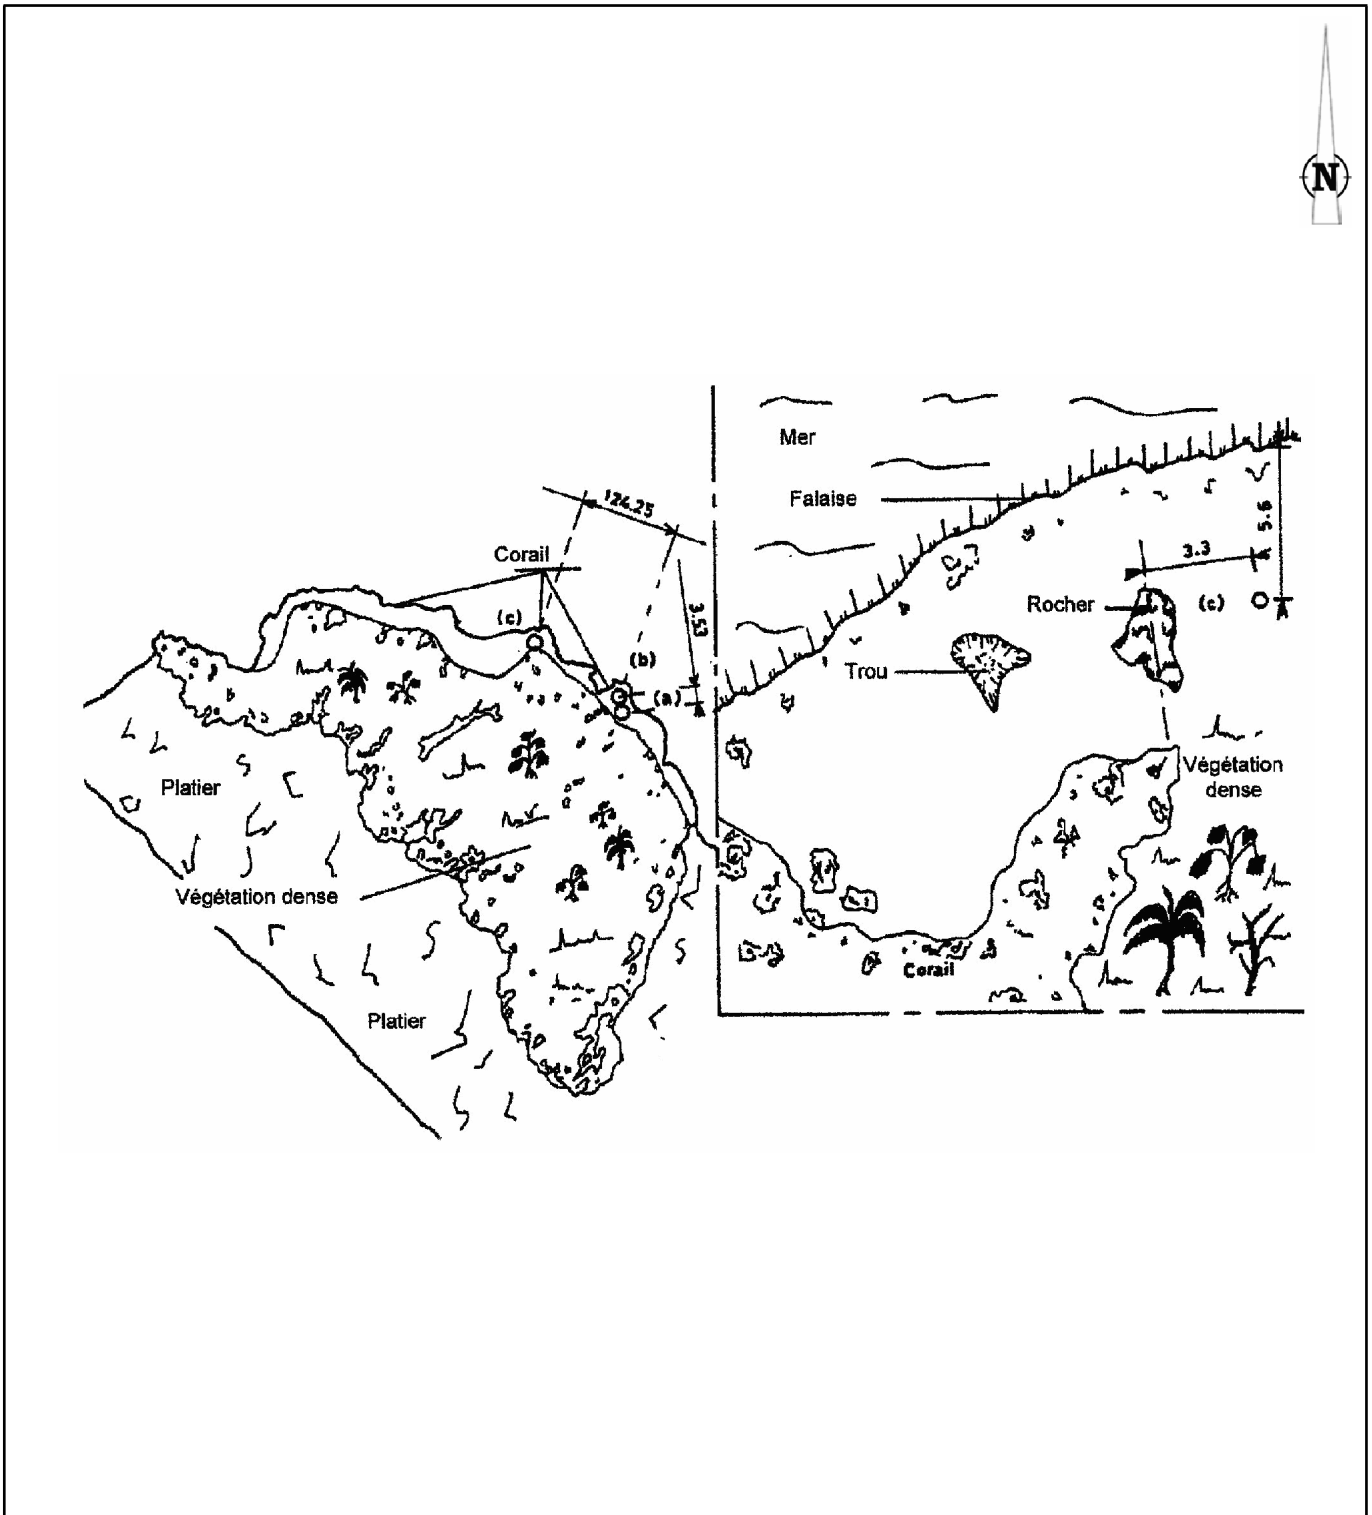 N
Mer
Falaise
5.6
124.25
3.3
Corail
Rocher
(c)
(c)
3.53
(b)
Trou
(a)
Végétation
dense
Platier
Végétation dense
Corail
Platier